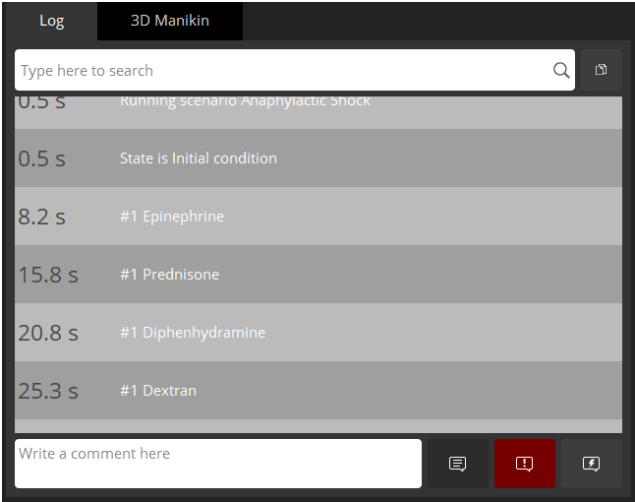 Log 3D Manikin
Type here to search
0.5 s Running scenario Anaphylactic Shock
0.5 s State is Initial condition
8.2 s #1 Epinephrine
15.8 s #1 Prednisone
20.8 s #1 Diphenhydramine
25.3 s #1 Dextran
Write a comment here